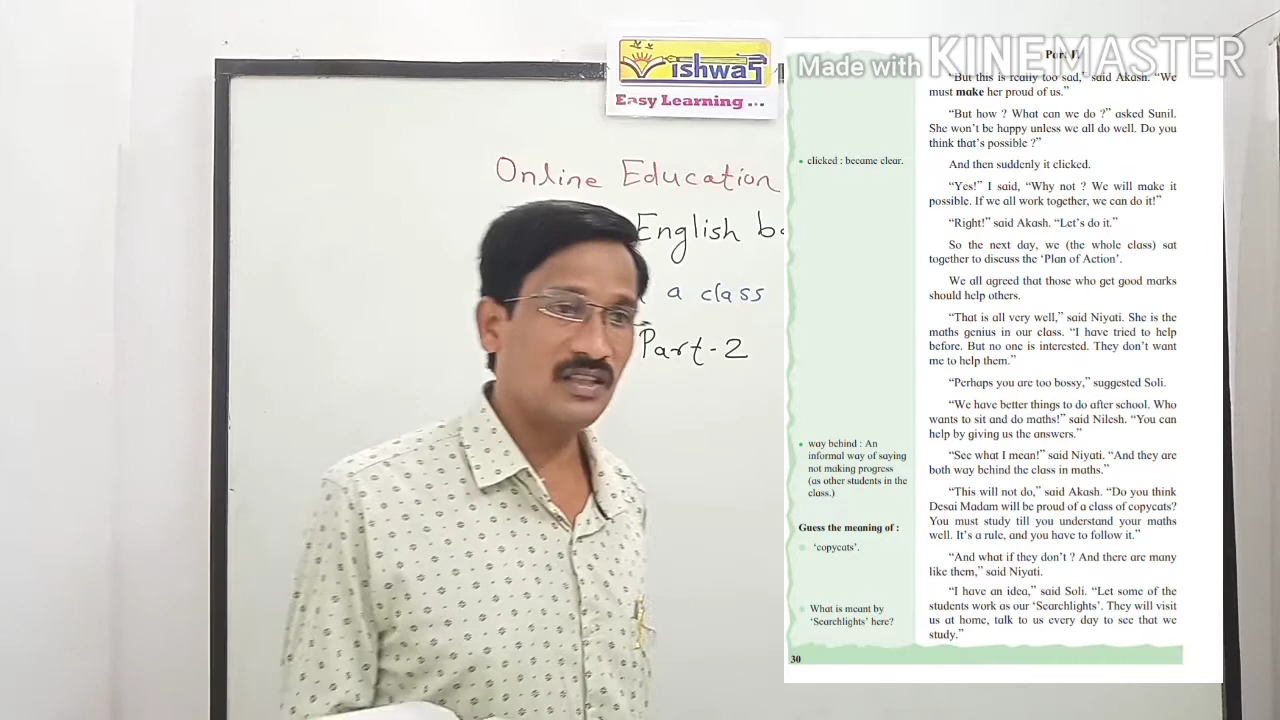 ishwas
Easy Learning ...
Online Education
English ba
a class
Part-2
Made with KINEMASTER
“But this is really too sad,” said Akash. “We
must make her proud of us.”
“But how ? What can we do ?” asked Sunil.
She won’t be happy unless we all do well. Do you
think that’s possible ?”
• clicked : became clear.
And then suddenly it clicked.
“Yes!” I said, “Why not ? We will make it
possible. If we all work together, we can do it!”
“Right!” said Akash. “Let’s do it.”
So the next day, we (the whole class) sat
together to discuss the ‘Plan of Action’.
We all agreed that those who get good marks
should help others.
“That is all very well,” said Niyati. She is the
maths genius in our class. “I have tried to help
before. But no one is interested. They don’t want
me to help them.”
“Perhaps you are too bossy,” suggested Soli.
“We have better things to do after school. Who
wants to sit and do maths!” said Nilesh. “You can
help by giving us the answers.”
• way behind : An
informal way of saying
not making progress
(as other students in the
class.)
“See what I mean!” said Niyati. “And they are
both way behind the class in maths.”
“This will not do,” said Akash. “Do you think
Desai Madam will be proud of a class of copycats?
You must study till you understand your maths
well. It’s a rule, and you have to follow it.”
Guess the meaning of :
‘copycats’.
“And what if they don’t ? And there are many
like them,” said Niyati.
“I have an idea,” said Soli. “Let some of the
students work as our ‘Searchlights’. They will visit
us at home, talk to us every day to see that we
study.”
What is meant by
‘Searchlights’ here?
30